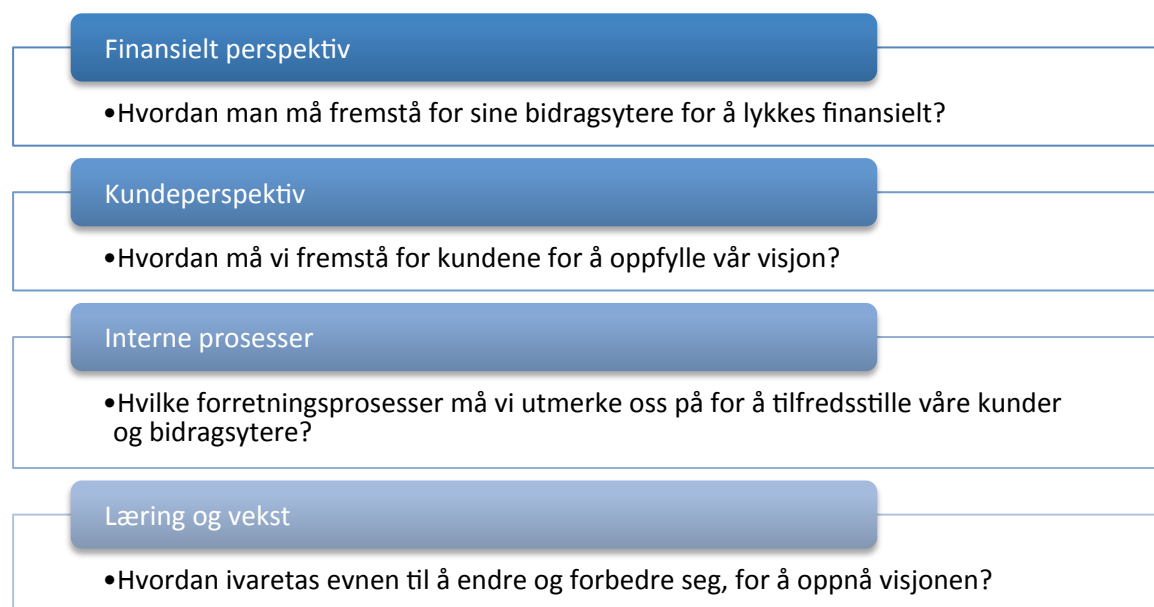 Finansielt perspektiv
•Hvordan man må fremstå for sine bidragsytere for å lykkes finansielt?
Kundeperspektiv
•Hvordan må vi fremstå for kundene for å oppfylle vår visjon?
Interne prosesser
•Hvilke forretningsprosesser må vi utmerke oss på for å tilfredsstille våre kunder
og bidragsytere?
Læring og vekst
•Hvordan ivaretas evnen til å endre og forbedre seg, for å oppnå visjonen?